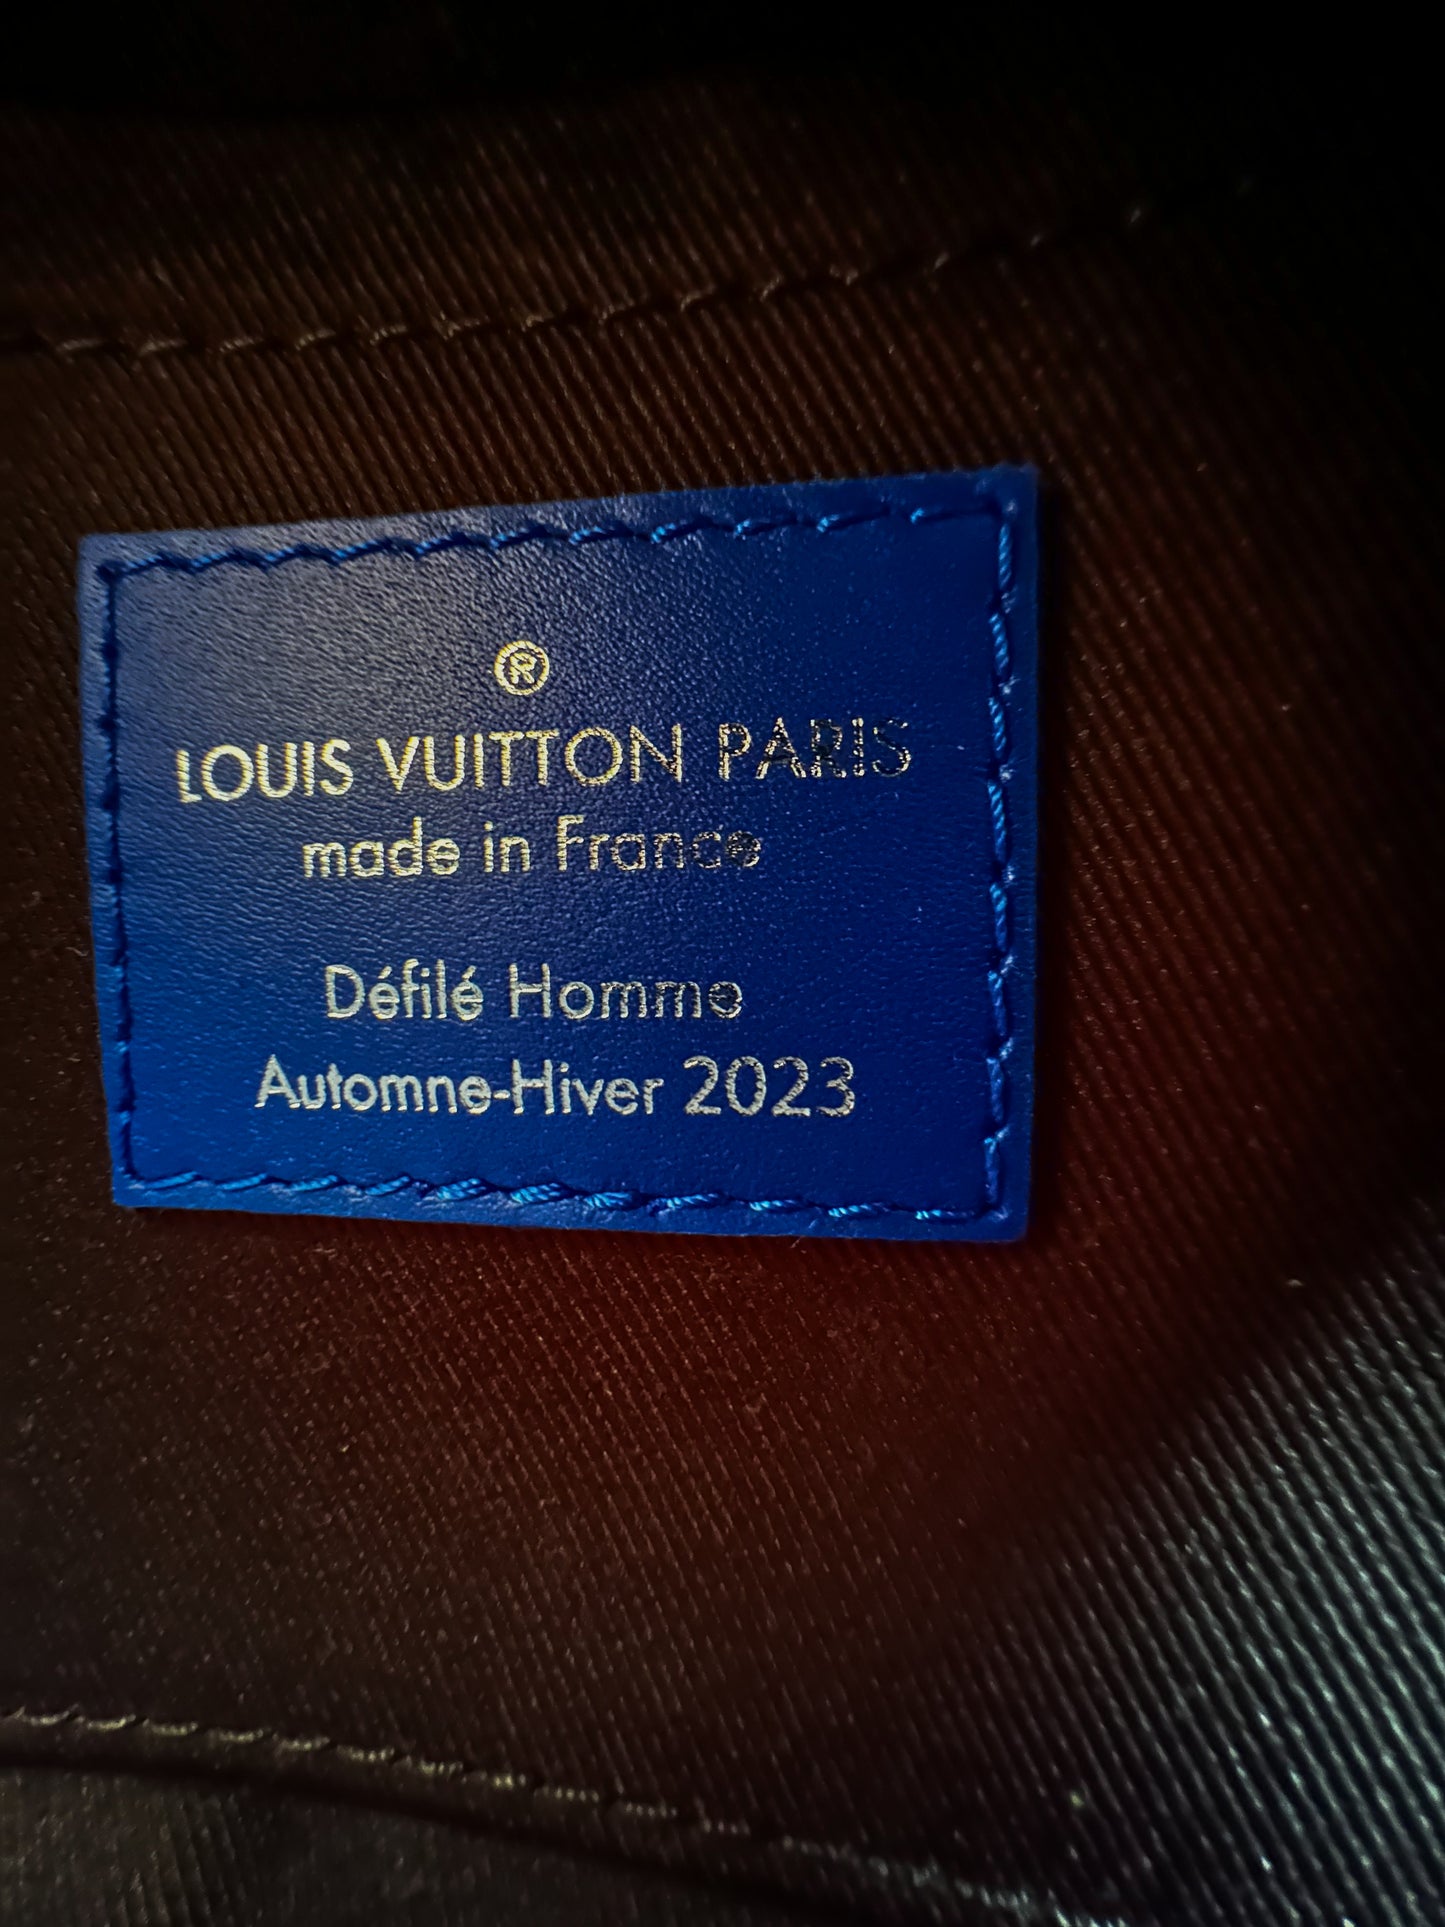 ®
LOUIS VUITTON PARIS
made in France
Défilé Homme
Automne-Hiver 2023